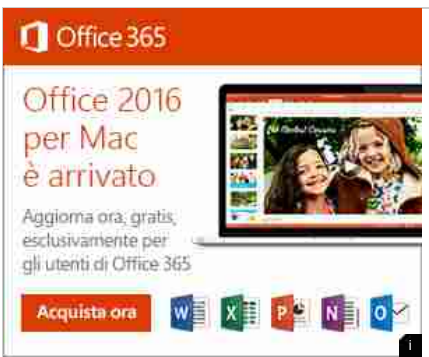 Office 365
Office 2016
per Mac
è arrivato
Aggiorna ora, gratis,
esclusivamente per
gli utenti di Office 365
Acquista ora
W X P N O
i